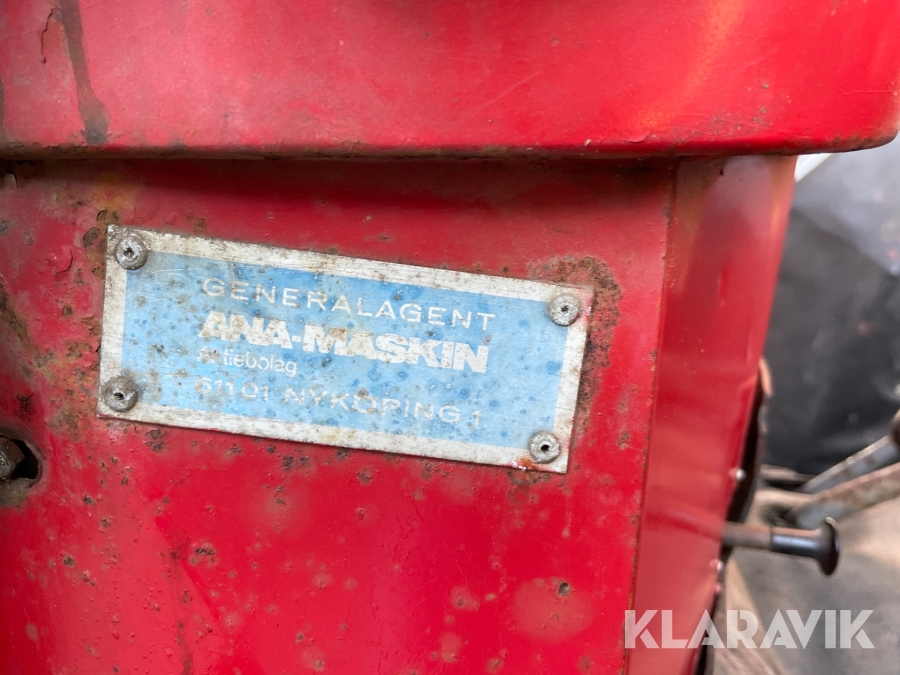 GENERALAGENT
ANA-MASKIN
Aktiebolag
611 01 NYKÖPING 1
KLARAVIK